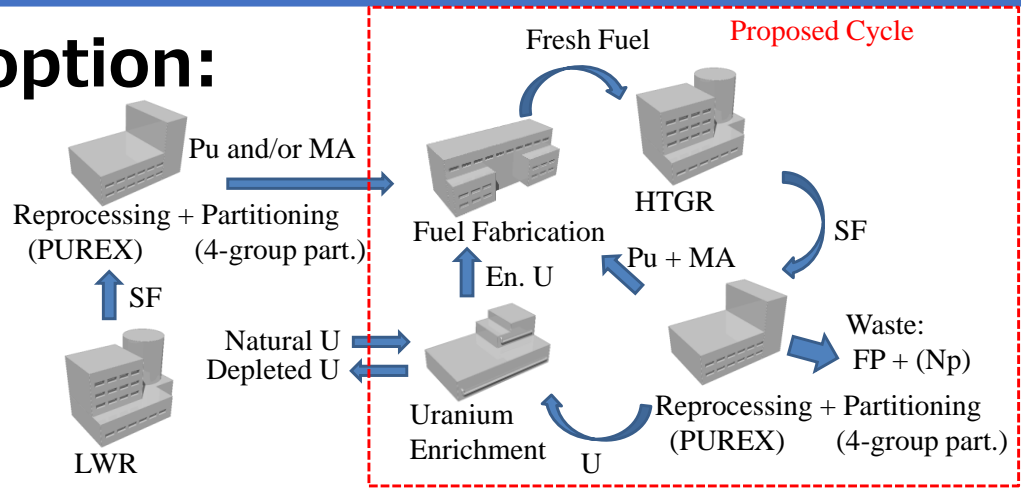 option:
Proposed Cycle
Fresh Fuel
Pu and/or MA
Reprocessing + Partitioning
(PUREX) (4-group part.)
SF
LWR
Fuel Fabrication
HTGR
SF
En. U
Pu + MA
Natural U
Depleted U
Uranium
Enrichment
U
Waste:
FP + (Np)
Reprocessing + Partitioning
(PUREX) (4-group part.)